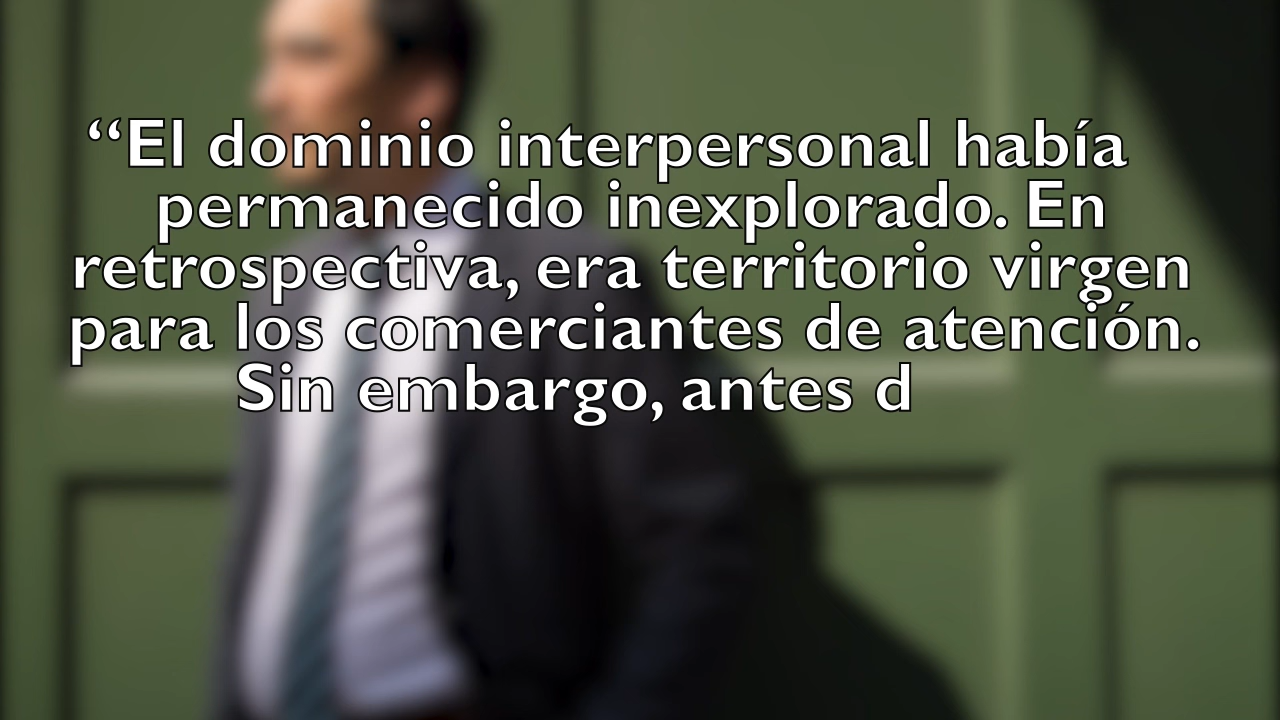 “El dominio interpersonal había
permanecido inexplorado. En
retrospectiva, era territorio virgen
para los comerciantes de atención.
Sin embargo, antes d